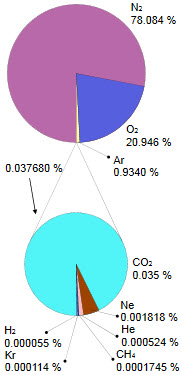 N₂
78.084 %
O₂
20.946 %
Ar
0.9340 %
0.037680 %
CO₂
0.035 %
Ne
0.001818 %
He
0.000524 %
CH₄
0.0001745 %
H₂
0.000055 %
Kr
0.000114 %